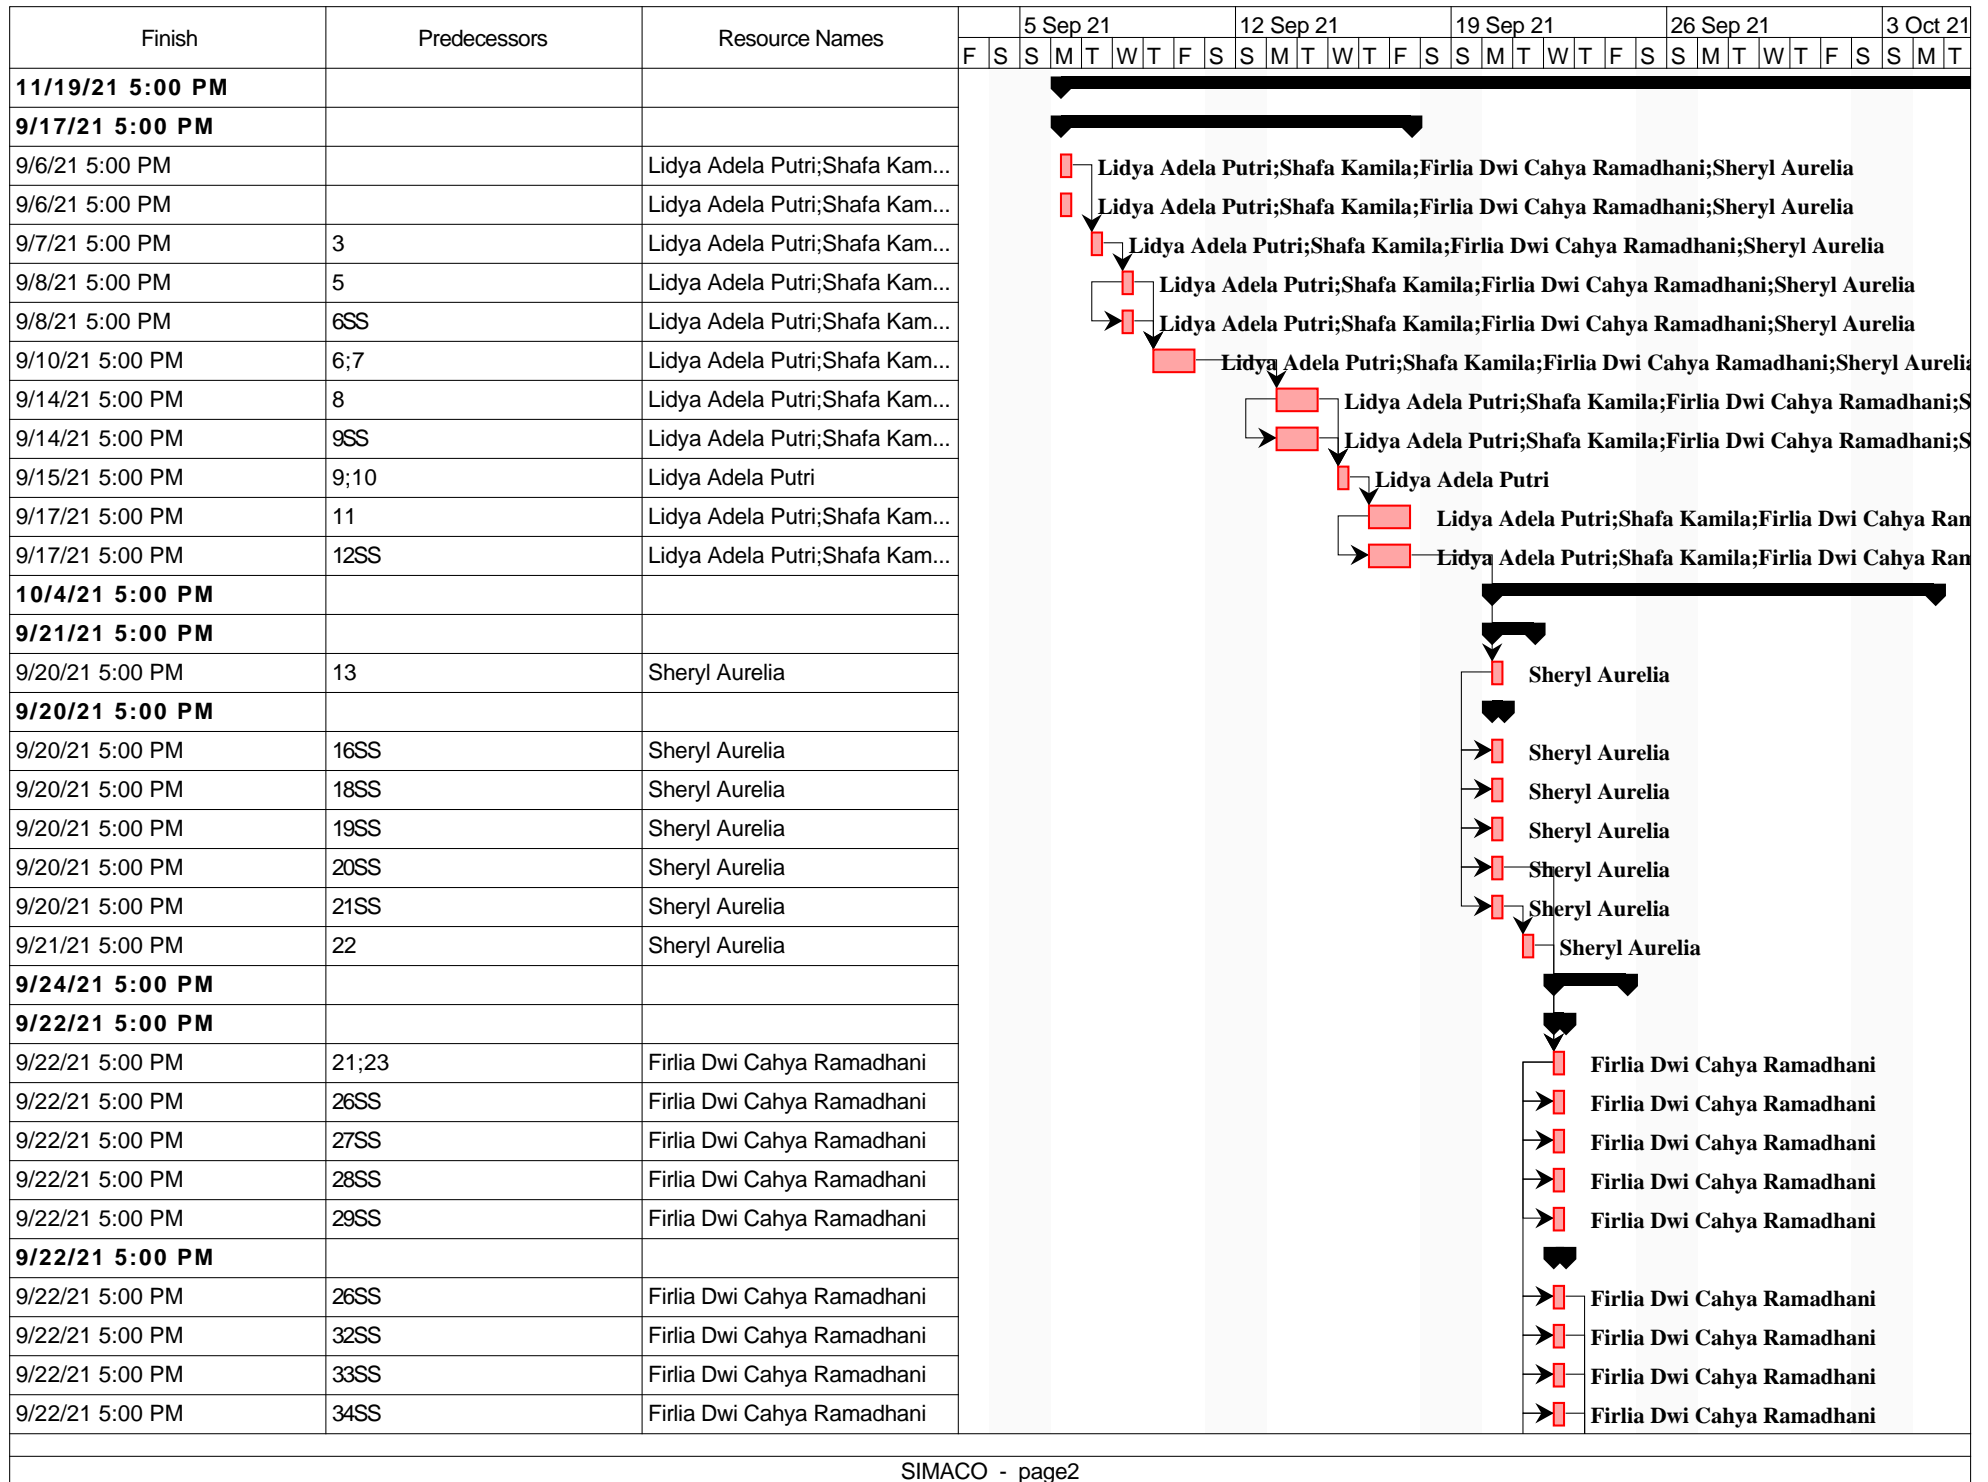 Finish Predecessors Resource Names 5 Sep 21 12 Sep 21 19 Sep 21 26 Sep 21 3 Oct 21
F S S M T W T F S S M T W T F S S M T W T F S S M T W T F S S M T
11/19/21 5:00 PM
9/17/21 5:00 PM
9/6/21 5:00 PM Lidya Adela Putri;Shafa Kam... Lidya Adela Putri;Shafa Kamila;Firlia Dwi Cahya Ramadhani;Sheryl Aurelia
9/6/21 5:00 PM Lidya Adela Putri;Shafa Kam... Lidya Adela Putri;Shafa Kamila;Firlia Dwi Cahya Ramadhani;Sheryl Aurelia
9/7/21 5:00 PM 3 Lidya Adela Putri;Shafa Kam... Lidya Adela Putri;Shafa Kamila;Firlia Dwi Cahya Ramadhani;Sheryl Aurelia
9/8/21 5:00 PM 5 Lidya Adela Putri;Shafa Kam... Lidya Adela Putri;Shafa Kamila;Firlia Dwi Cahya Ramadhani;Sheryl Aurelia
9/8/21 5:00 PM 6SS Lidya Adela Putri;Shafa Kam... Lidya Adela Putri;Shafa Kamila;Firlia Dwi Cahya Ramadhani;Sheryl Aurelia
9/10/21 5:00 PM 6;7 Lidya Adela Putri;Shafa Kam... Lidya Adela Putri;Shafa Kamila;Firlia Dwi Cahya Ramadhani;Sheryl Aurelia
9/14/21 5:00 PM 8 Lidya Adela Putri;Shafa Kam... Lidya Adela Putri;Shafa Kamila;Firlia Dwi Cahya Ramadhani;S
9/14/21 5:00 PM 9SS Lidya Adela Putri;Shafa Kam... Lidya Adela Putri;Shafa Kamila;Firlia Dwi Cahya Ramadhani;S
9/15/21 5:00 PM 9;10 Lidya Adela Putri Lidya Adela Putri
9/17/21 5:00 PM 11 Lidya Adela Putri;Shafa Kam... Lidya Adela Putri;Shafa Kamila;Firlia Dwi Cahya Ram
9/17/21 5:00 PM 12SS Lidya Adela Putri;Shafa Kam... Lidya Adela Putri;Shafa Kamila;Firlia Dwi Cahya Ram
10/4/21 5:00 PM
9/21/21 5:00 PM
9/20/21 5:00 PM 13 Sheryl Aurelia Sheryl Aurelia
9/20/21 5:00 PM
9/20/21 5:00 PM 16SS Sheryl Aurelia Sheryl Aurelia
9/20/21 5:00 PM 18SS Sheryl Aurelia Sheryl Aurelia
9/20/21 5:00 PM 19SS Sheryl Aurelia Sheryl Aurelia
9/20/21 5:00 PM 20SS Sheryl Aurelia Sheryl Aurelia
9/20/21 5:00 PM 21SS Sheryl Aurelia Sheryl Aurelia
9/21/21 5:00 PM 22 Sheryl Aurelia Sheryl Aurelia
9/24/21 5:00 PM
9/22/21 5:00 PM
9/22/21 5:00 PM 21;23 Firlia Dwi Cahya Ramadhani Firlia Dwi Cahya Ramadhani
9/22/21 5:00 PM 26SS Firlia Dwi Cahya Ramadhani Firlia Dwi Cahya Ramadhani
9/22/21 5:00 PM 27SS Firlia Dwi Cahya Ramadhani Firlia Dwi Cahya Ramadhani
9/22/21 5:00 PM 28SS Firlia Dwi Cahya Ramadhani Firlia Dwi Cahya Ramadhani
9/22/21 5:00 PM 29SS Firlia Dwi Cahya Ramadhani Firlia Dwi Cahya Ramadhani
9/22/21 5:00 PM
9/22/21 5:00 PM 26SS Firlia Dwi Cahya Ramadhani Firlia Dwi Cahya Ramadhani
9/22/21 5:00 PM 32SS Firlia Dwi Cahya Ramadhani Firlia Dwi Cahya Ramadhani
9/22/21 5:00 PM 33SS Firlia Dwi Cahya Ramadhani Firlia Dwi Cahya Ramadhani
9/22/21 5:00 PM 34SS Firlia Dwi Cahya Ramadhani Firlia Dwi Cahya Ramadhani
SIMACO - page2